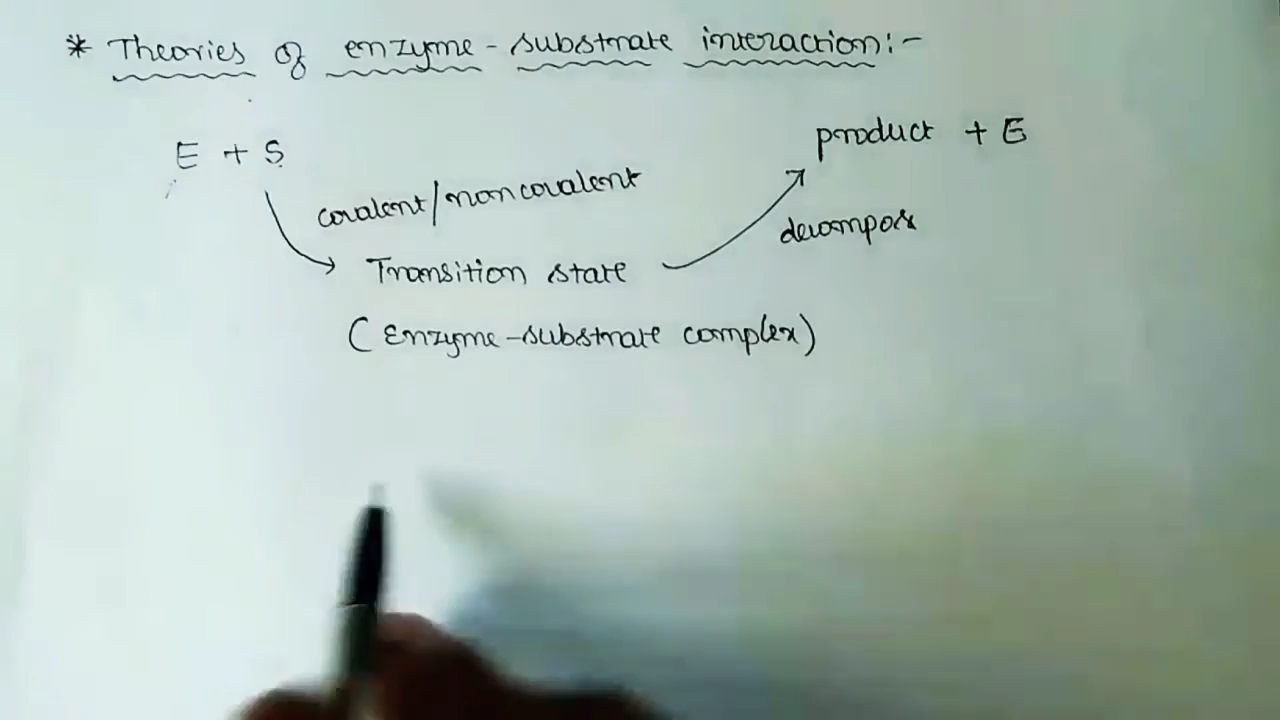 * Theories of enzyme-substrate interaction:-
E + S
product + E
covalent/noncovalent
decompose
Transition state
(Enzyme-substrate complex)